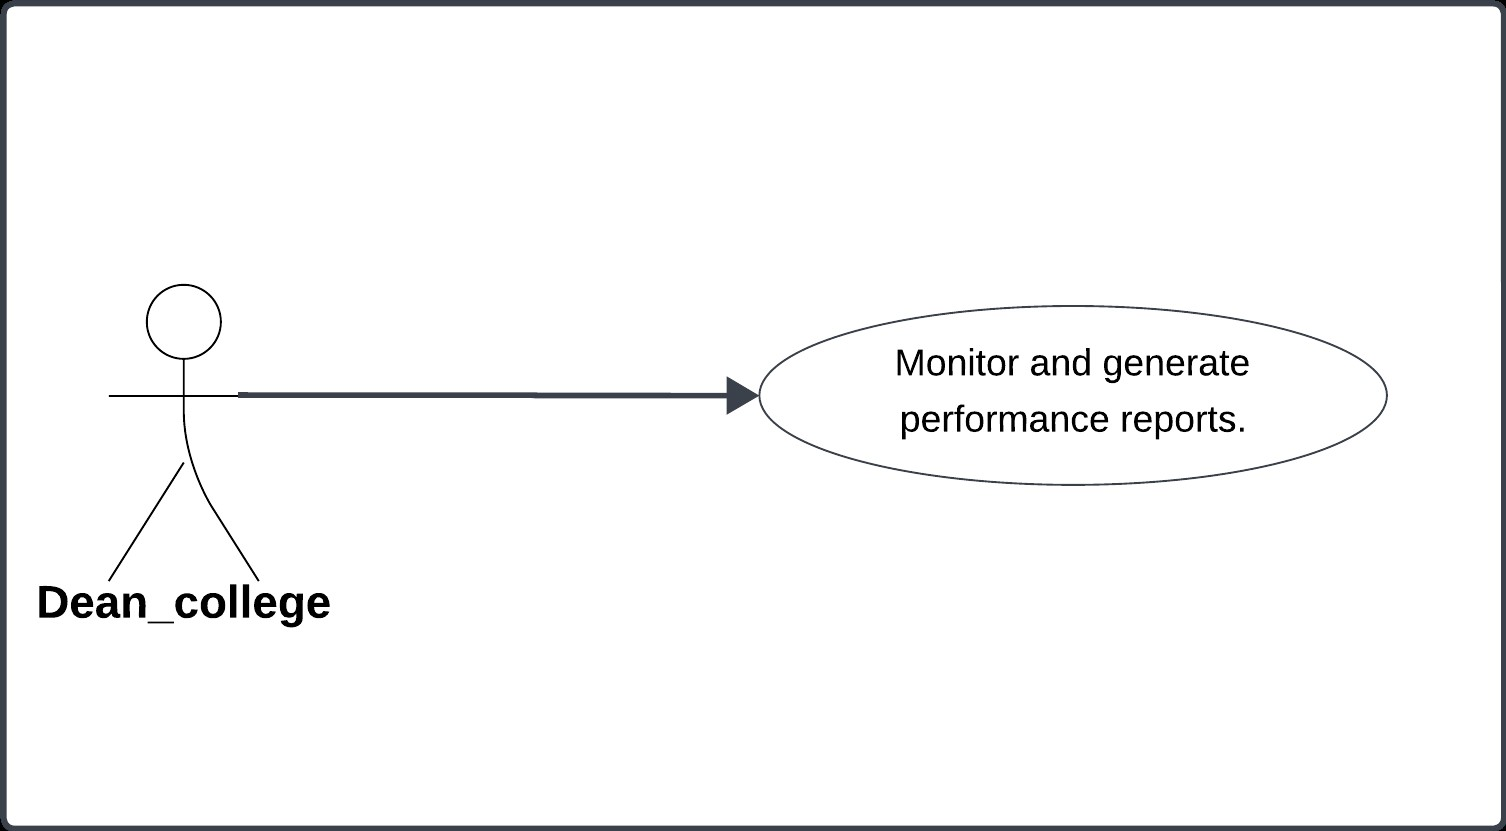 Monitor and generate
performance reports.
Dean_college